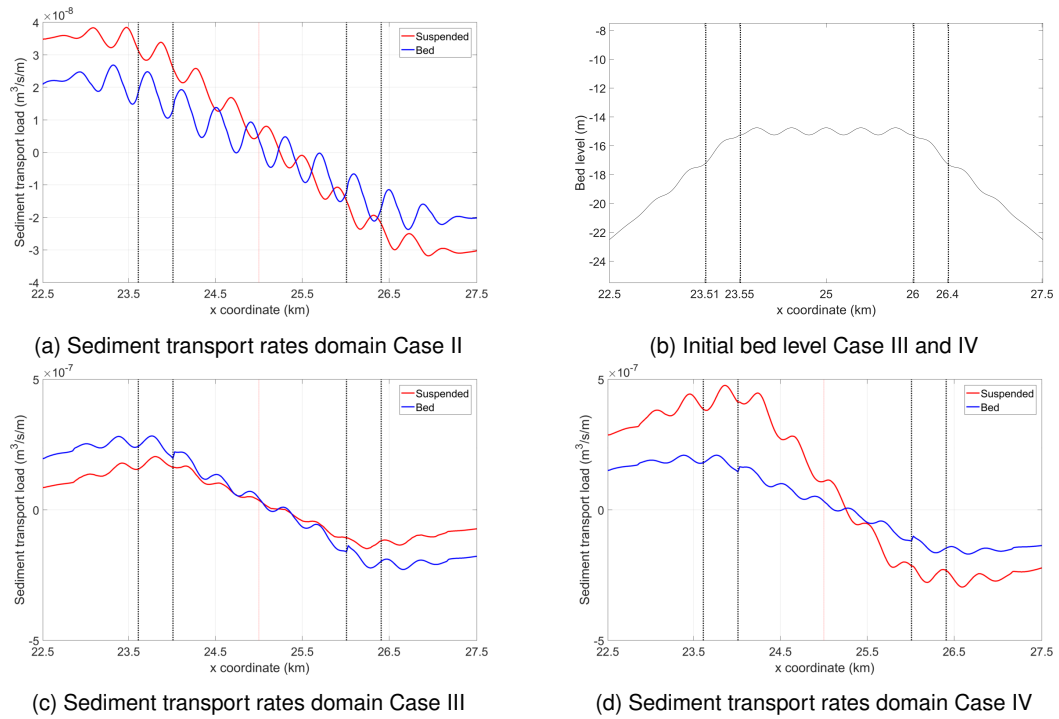 ×10⁻⁸
4
3
2
1
0
-1
-2
-3
-4
Sediment transport load (m³/s/m)
Suspended
Bed
22.5 23.5 24.5 25.5 26.5 27.5
x coordinate (km)
(a) Sediment transport rates domain Case II
-8
-10
-12
-14
-16
-18
-20
-22
-24
Bed level (m)
22.5 23.51 23.55 25 26 26.4 27.5
x coordinate (km)
(b) Initial bed level Case III and IV
×10⁻⁷
5
0
-5
Sediment transport load (m³/s/m)
Suspended
Bed
22.5 23.5 24.5 25.5 26.5 27.5
x coordinate (km)
(c) Sediment transport rates domain Case III
×10⁻⁷
5
0
-5
Sediment transport load (m³/s/m)
Suspended
Bed
22.5 23.5 24.5 25.5 26.5 27.5
x coordinate (km)
(d) Sediment transport rates domain Case IV